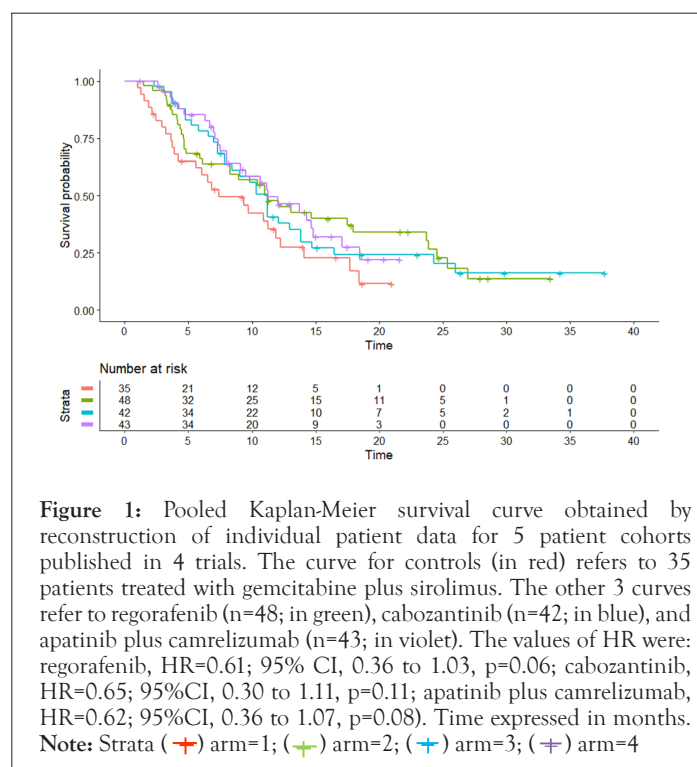 1.00
0.75
0.50
0.25
0.00
Survival probability
0 5 10 15 20 25 30 35 40
Time
Number at risk
Strata
35 21 12 5 1 0 0 0 0
48 32 25 15 11 5 1 0 0
42 34 22 10 7 5 2 1 0
43 34 20 9 3 0 0 0 0
0 5 10 15 20 25 30 35 40
Time
Figure 1: Pooled Kaplan-Meier survival curve obtained by
reconstruction of individual patient data for 5 patient cohorts
published in 4 trials. The curve for controls (in red) refers to 35
patients treated with gemcitabine plus sirolimus. The other 3 curves
refer to regorafenib (n=48; in green), cabozantinib (n=42; in blue), and
apatinib plus camrelizumab (n=43; in violet). The values of HR were:
regorafenib, HR=0.61; 95% CI, 0.36 to 1.03, p=0.06; cabozantinib,
HR=0.65; 95%CI, 0.30 to 1.11, p=0.11; apatinib plus camrelizumab,
HR=0.62; 95%CI, 0.36 to 1.07, p=0.08). Time expressed in months.
Note: Strata ( + ) arm=1; ( + ) arm=2; ( + ) arm=3; ( + ) arm=4